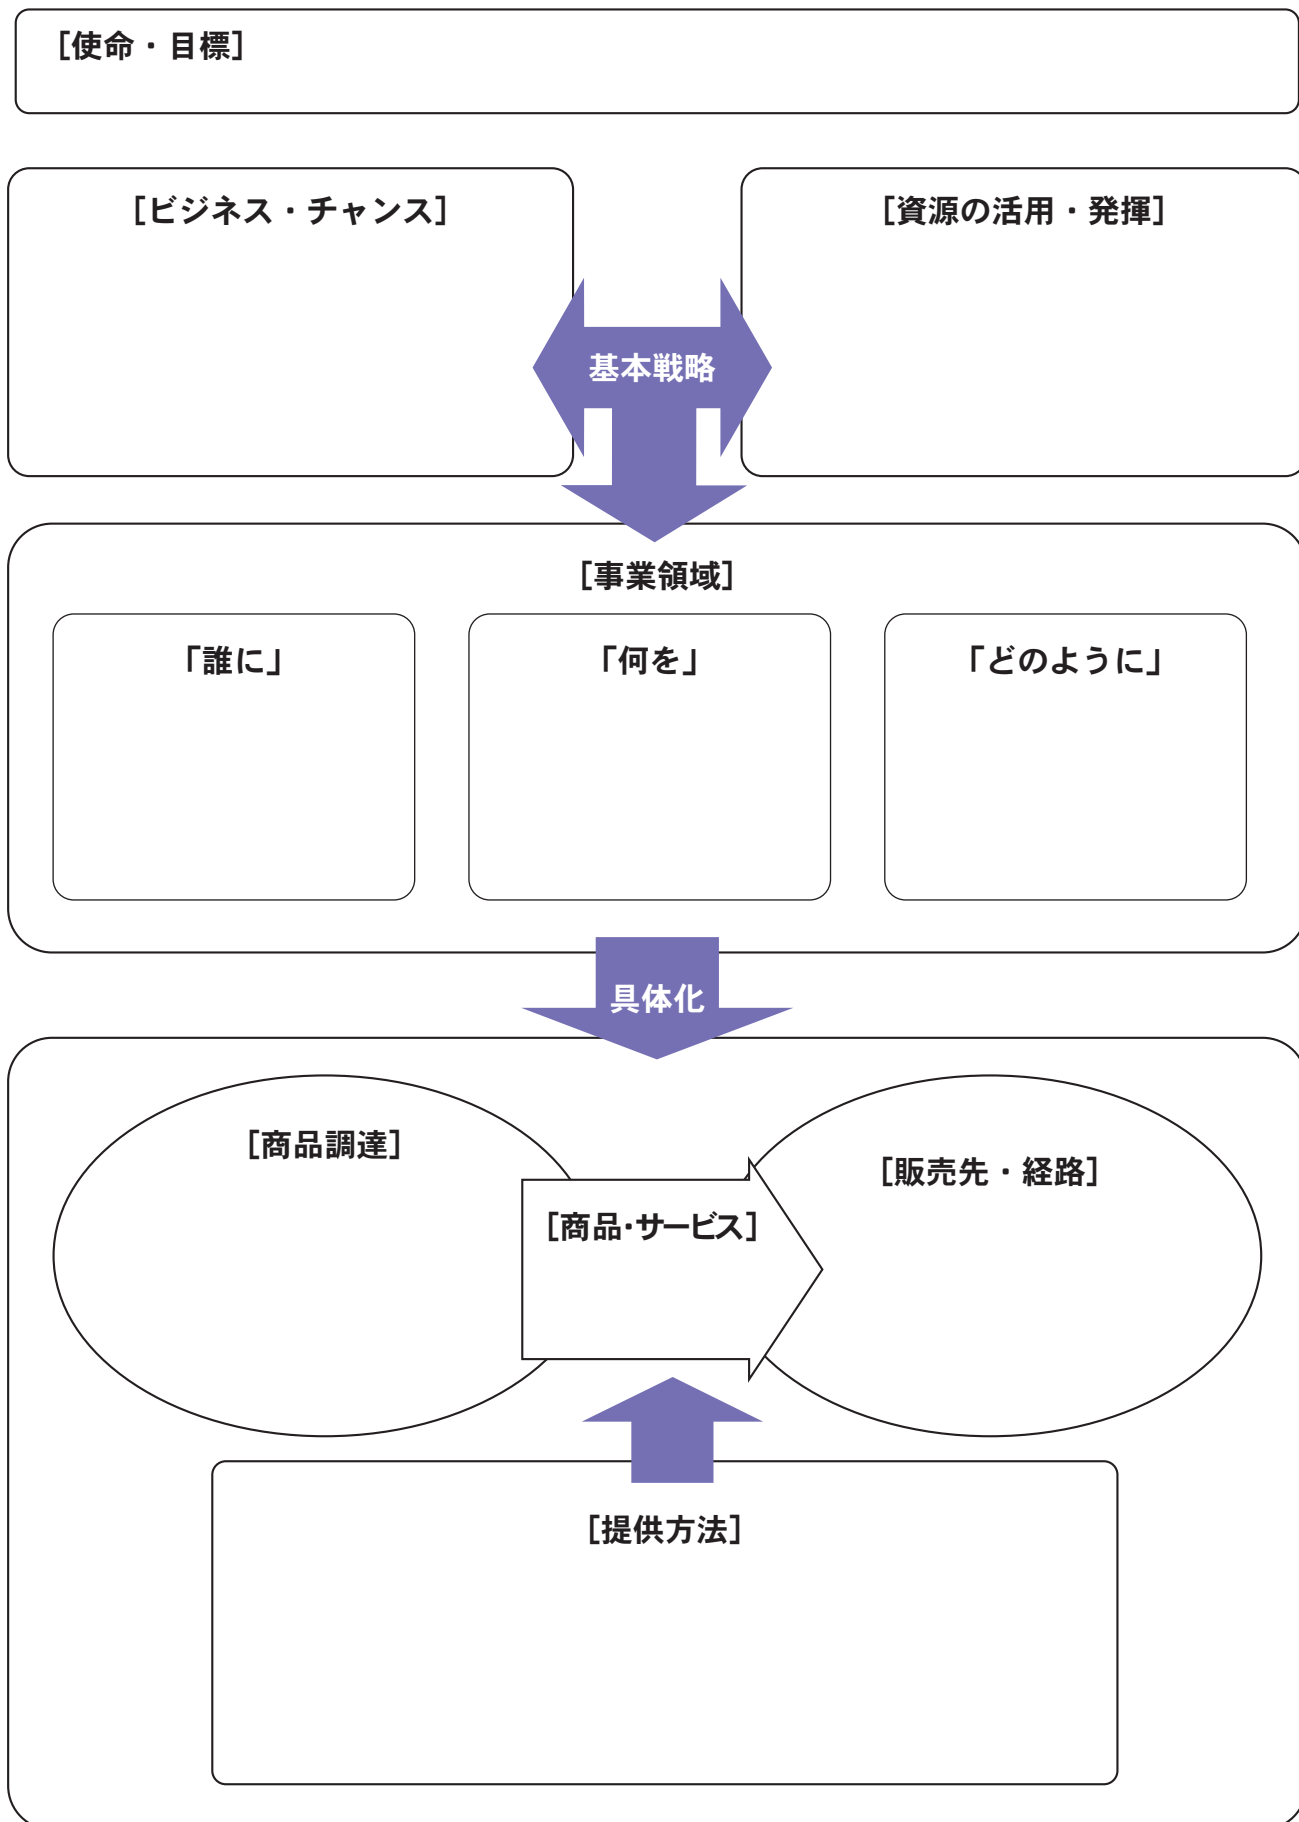 ［使命・目標］
［ビジネス・チャンス］
［資源の活用・発揮］
基本戦略
［事業領域］
「誰に」
「何を」
「どのように」
具体化
［商品調達］
［販売先・経路］
［商品・サービス］
［提供方法］